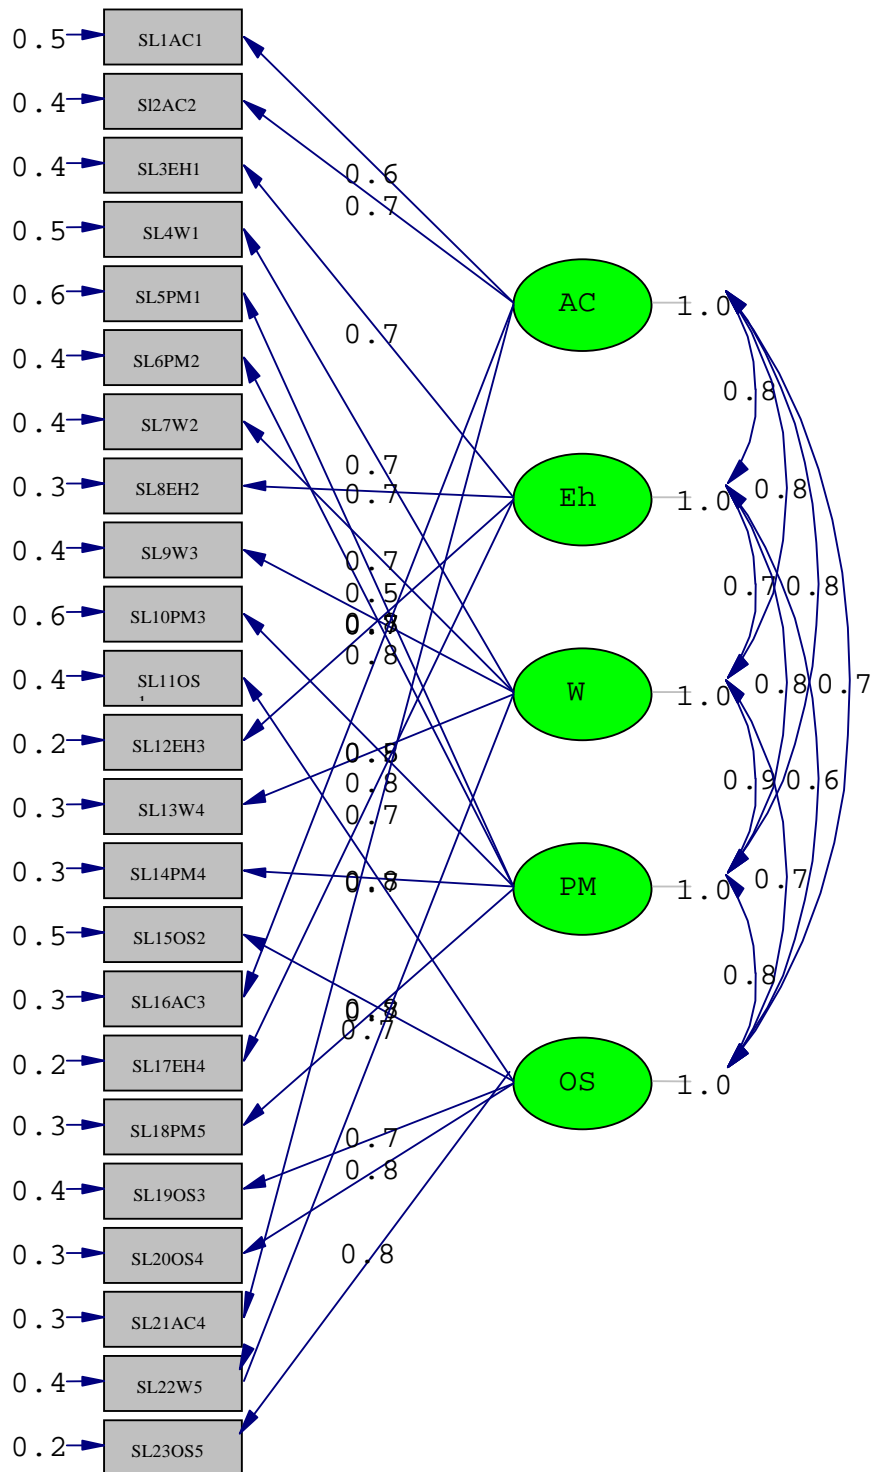 0.5 SL1AC1
0.4 Sl2AC2
0.4 SL3EH1
0.6
0.7
0.5 SL4W1
0.6 SL5PM1
AC 1.0
0.7
0.4 SL6PM2
0.8
0.4 SL7W2
0.7
0.3 SL8EH2
0.7
Eh 1.0
0.8
0.4 SL9W3
0.7
0.7
0.8
0.6 SL10PM3
0.5
0.8
0.4 SL11OS
W 1.0
0.8
0.7
0.2 SL12EH3
0.8
0.9
0.6
0.3 SL13W4
0.7
0.3 SL14PM4
PM 1.0
0.7
0.5 SL15OS2
0.8
0.3 SL16AC3
0.7
0.2 SL17EH4
OS 1.0
0.3 SL18PM5
0.7
0.8
0.4 SL19OS3
0.3 SL20OS4
0.8
0.3 SL21AC4
0.4 SL22W5
0.2 SL23OS5